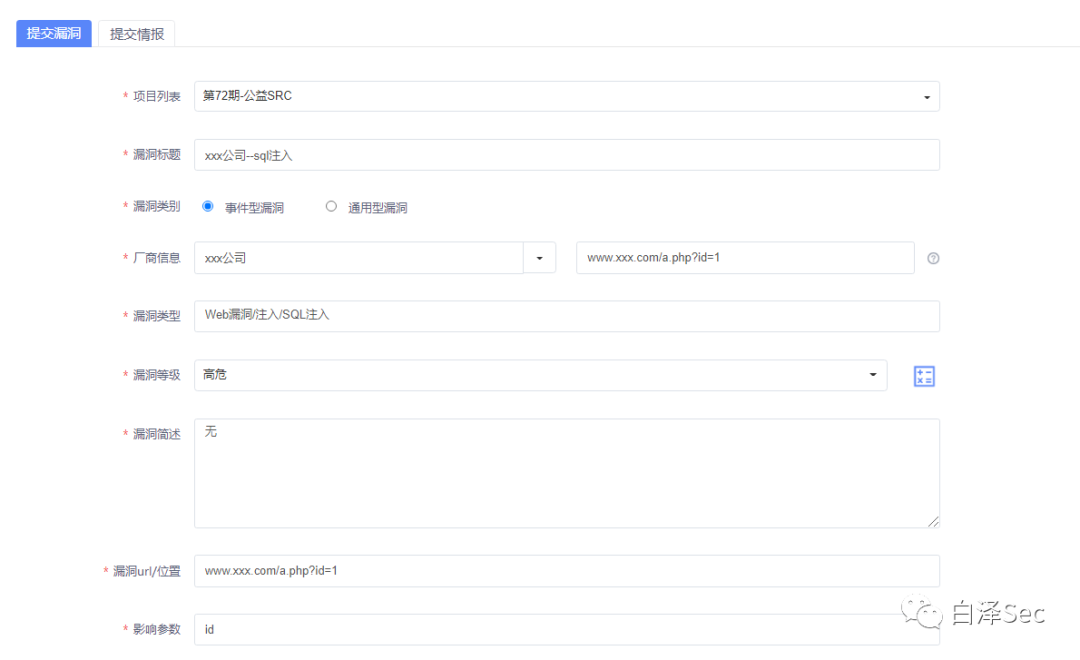 提交漏洞 提交情报
* 项目列表 第72期-公益SRC
* 漏洞标题 xxx公司--sql注入
* 漏洞类别 事件型漏洞 通用型漏洞
* 厂商信息 xxx公司 www.xxx.com/a.php?id=1
* 漏洞类型 Web漏洞/注入/SQL注入
* 漏洞等级 高危
* 漏洞简述 无
* 漏洞url/位置 www.xxx.com/a.php?id=1
* 影响参数 id
白泽Sec